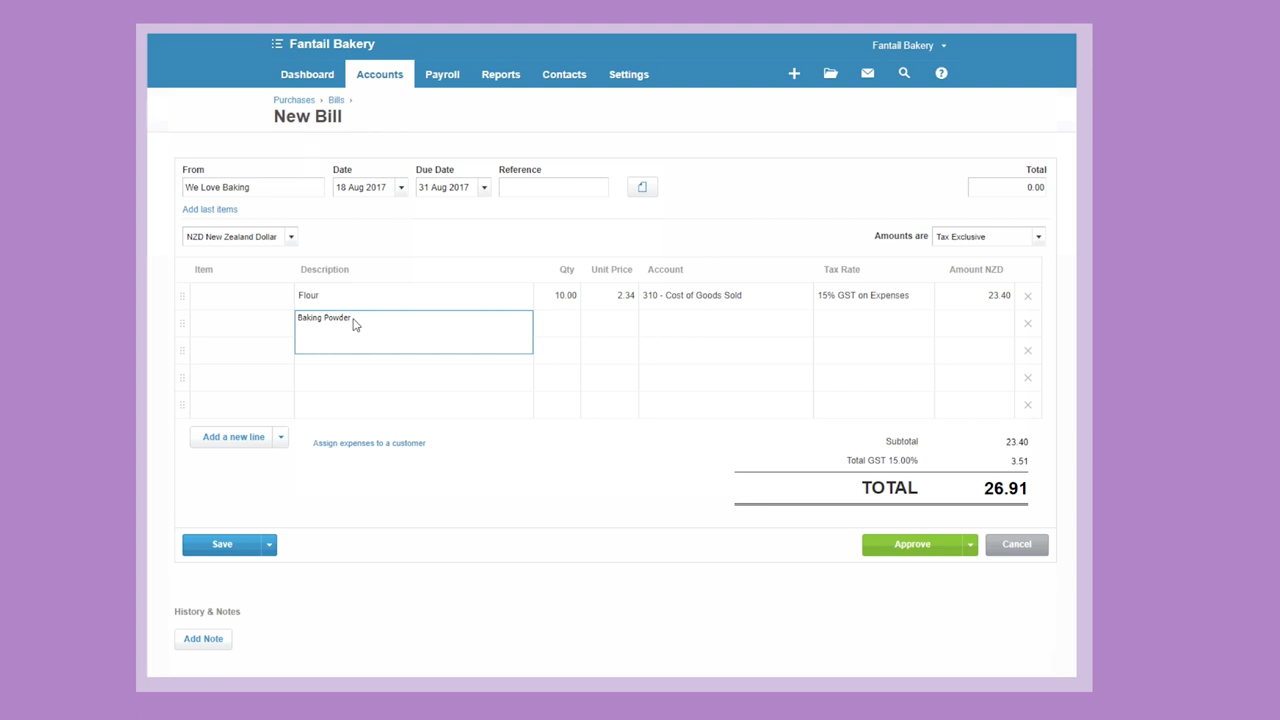 Fantail Bakery
Fantail Bakery
Dashboard Accounts Payroll Reports Contacts Settings
Purchases › Bills ›
New Bill
From Date Due Date Reference Total
We Love Baking 18 Aug 2017 31 Aug 2017 0.00
Add last items
NZD New Zealand Dollar Amounts are Tax Exclusive
Item Description Qty Unit Price Account Tax Rate Amount NZD
Flour 10.00 2.34 310 - Cost of Goods Sold 15% GST on Expenses 23.40
Baking Powder
Add a new line Assign expenses to a customer
Subtotal 23.40
Total GST 15.00% 3.51
TOTAL 26.91
Save Approve Cancel
History & Notes
Add Note